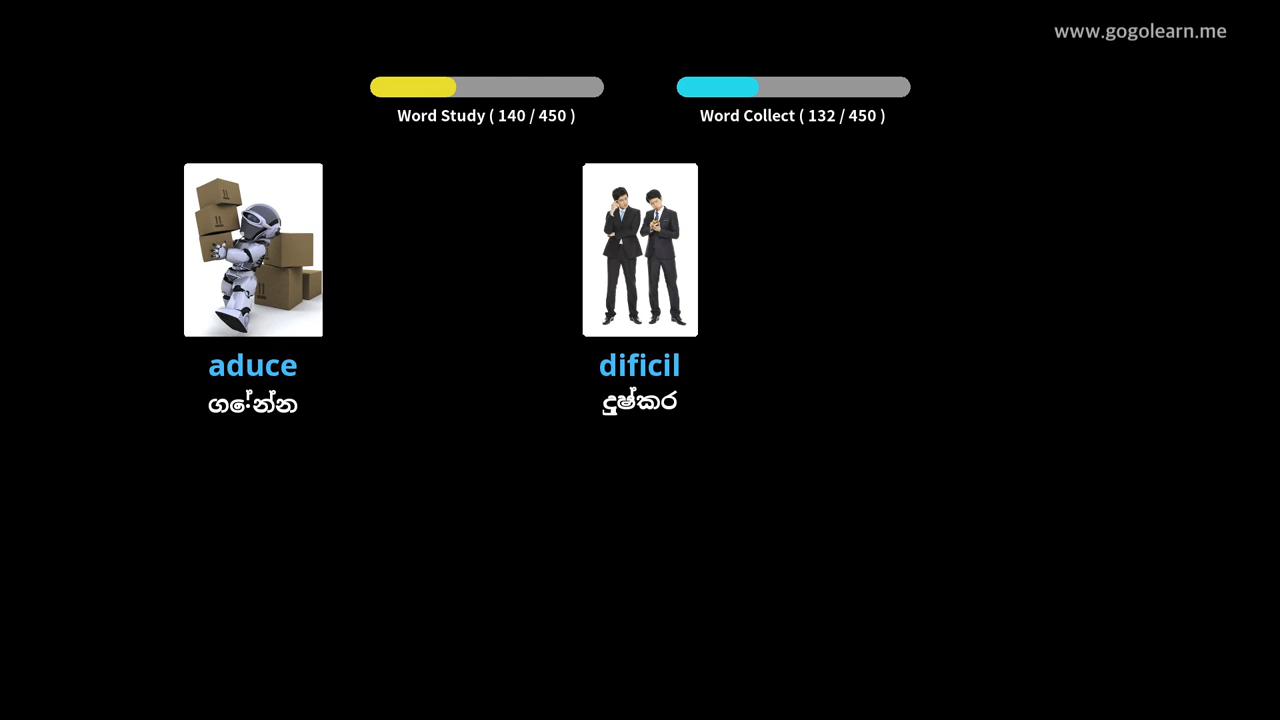 www.gogolearn.me
Word Study ( 140 / 450 )
Word Collect ( 132 / 450 )
aduce
dificil
ගේන්න
දුෂ්කර